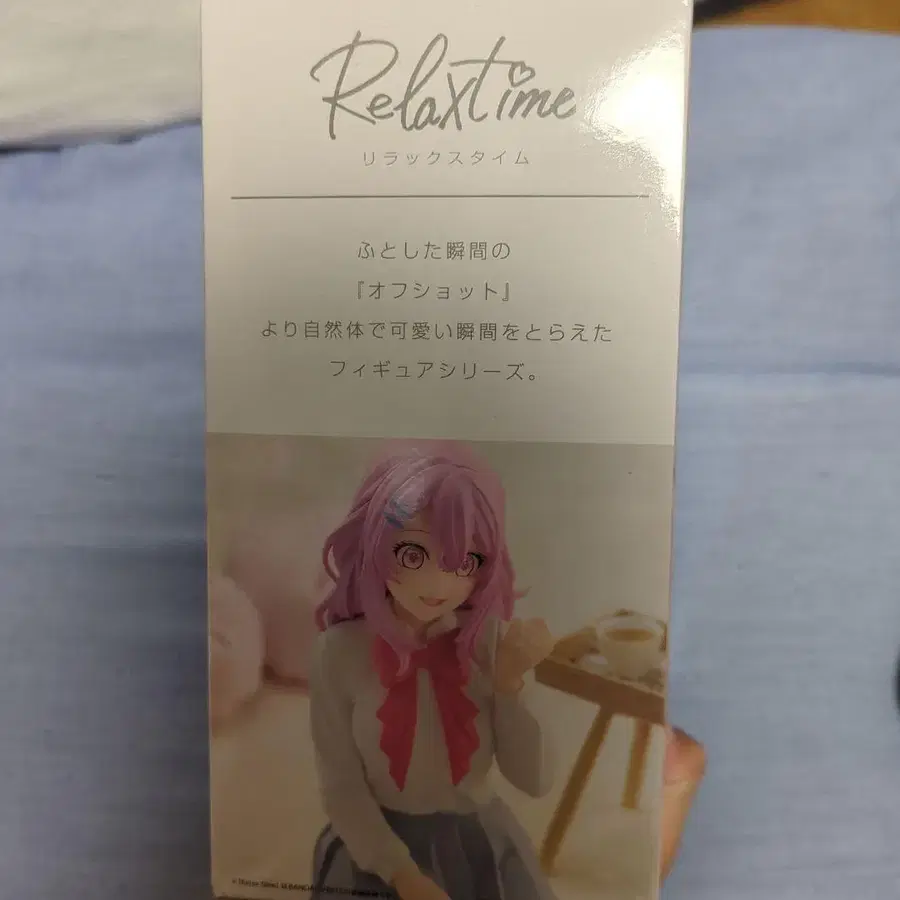 Relaxtime
リラックスタイム
ふとした瞬間の
『オフショット』
より自然体で可愛い瞬間をとらえた
フィギュアシリーズ。